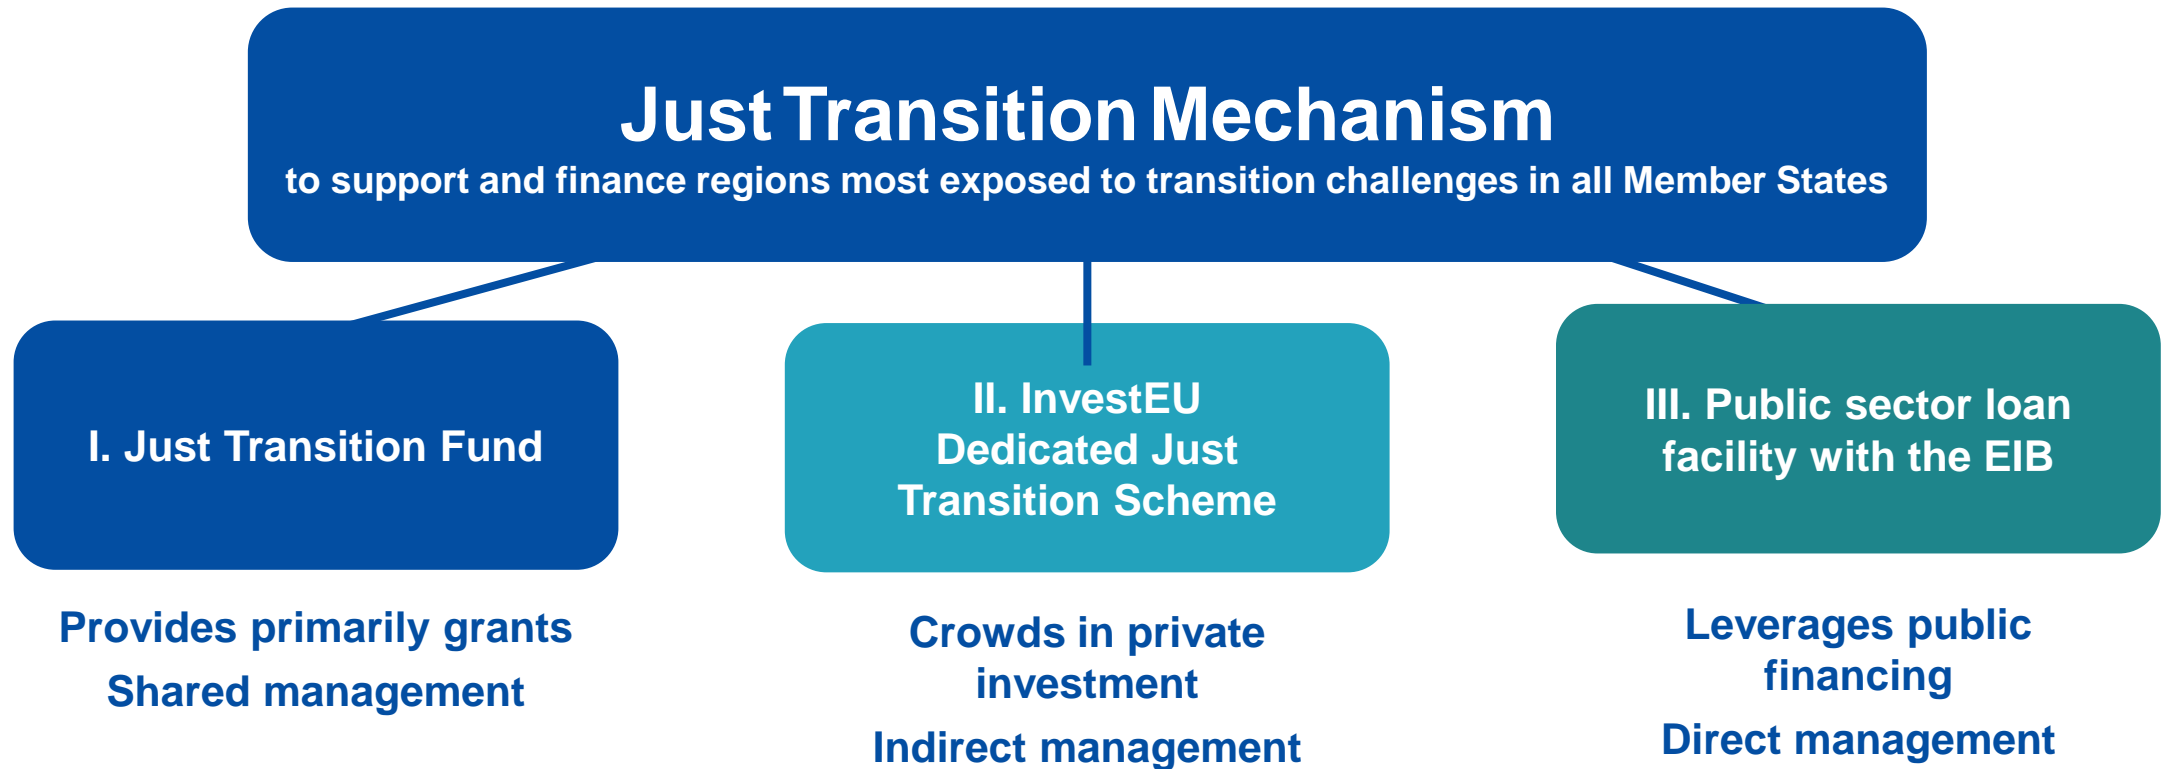 Just Transition Mechanism
to support and finance regions most exposed to transition challenges in all Member States
I. Just Transition Fund
Provides primarily grants
Shared management
II. InvestEU
Dedicated Just
Transition Scheme
Crowds in private
investment
Indirect management
III. Public sector loan
facility with the EIB
Leverages public
financing
Direct management